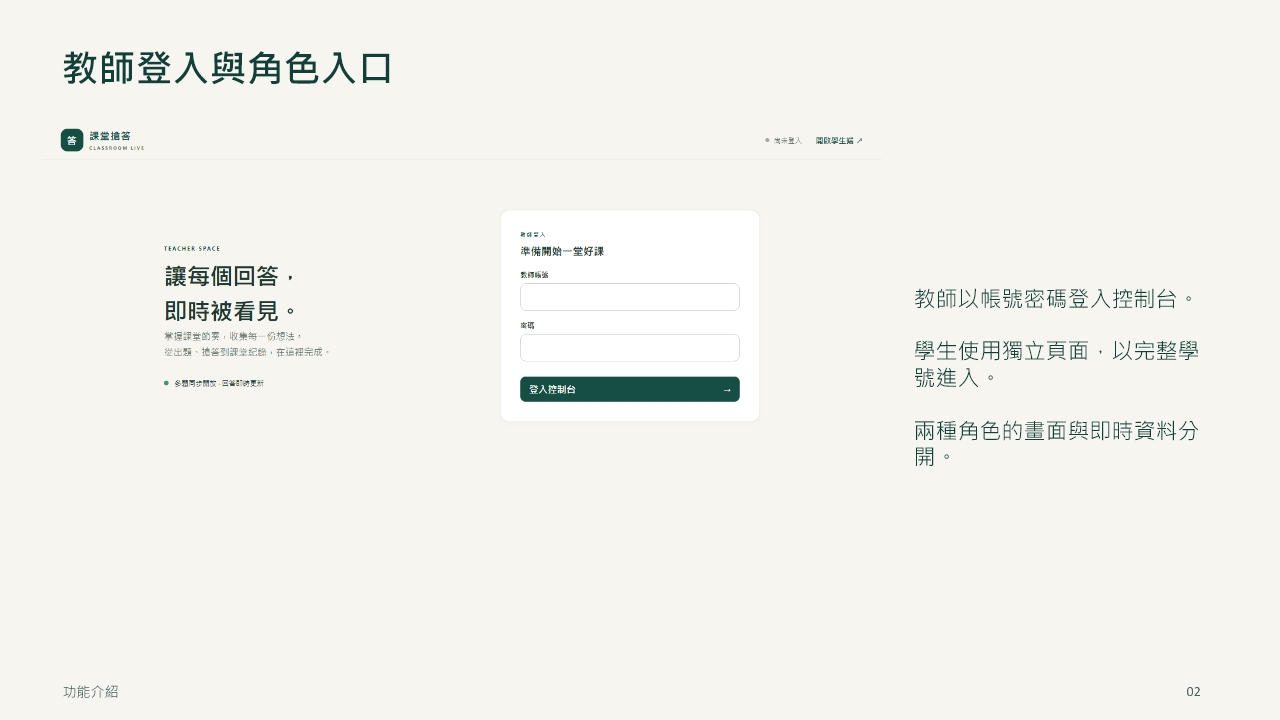 教師登入與角色入口
答
課堂搶答
CLASSROOM LIVE
尚未登入
開啟學生端 ↗
TEACHER SPACE
讓每個回答，
即時被看見。
掌握課堂節奏，收集每一份想法。
從出題、搶答到課堂紀錄，在這裡完成。
多題同步開放 · 回答即時更新
教師登入
準備開始一堂好課
教師帳號
密碼
登入控制台 →
教師以帳號密碼登入控制台。
學生使用獨立頁面，以完整學
號進入。
兩種角色的畫面與即時資料分
開。
功能介紹
02